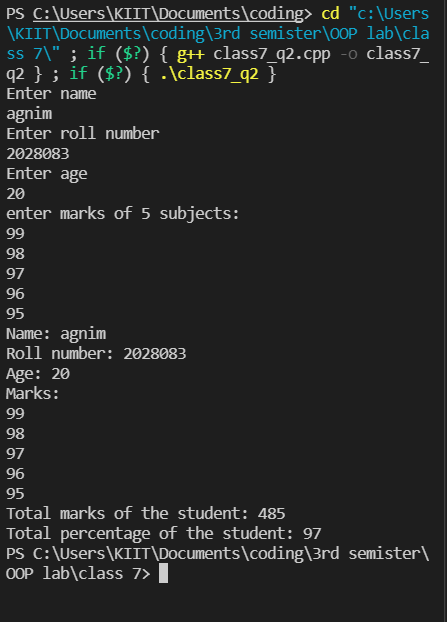 PS C:\Users\KIIT\Documents\coding> cd "c:\Users
\KIIT\Documents\coding\3rd semister\OOP lab\cla
ss 7\" ; if ($?) { g++ class7_q2.cpp -o class7_
q2 } ; if ($?) { .\class7_q2 }
Enter name
agnim
Enter roll number
2028083
Enter age
20
enter marks of 5 subjects:
99
98
97
96
95
Name: agnim
Roll number: 2028083
Age: 20
Marks:
99
98
97
96
95
Total marks of the student: 485
Total percentage of the student: 97
PS C:\Users\KIIT\Documents\coding\3rd semister\
OOP lab\class 7>